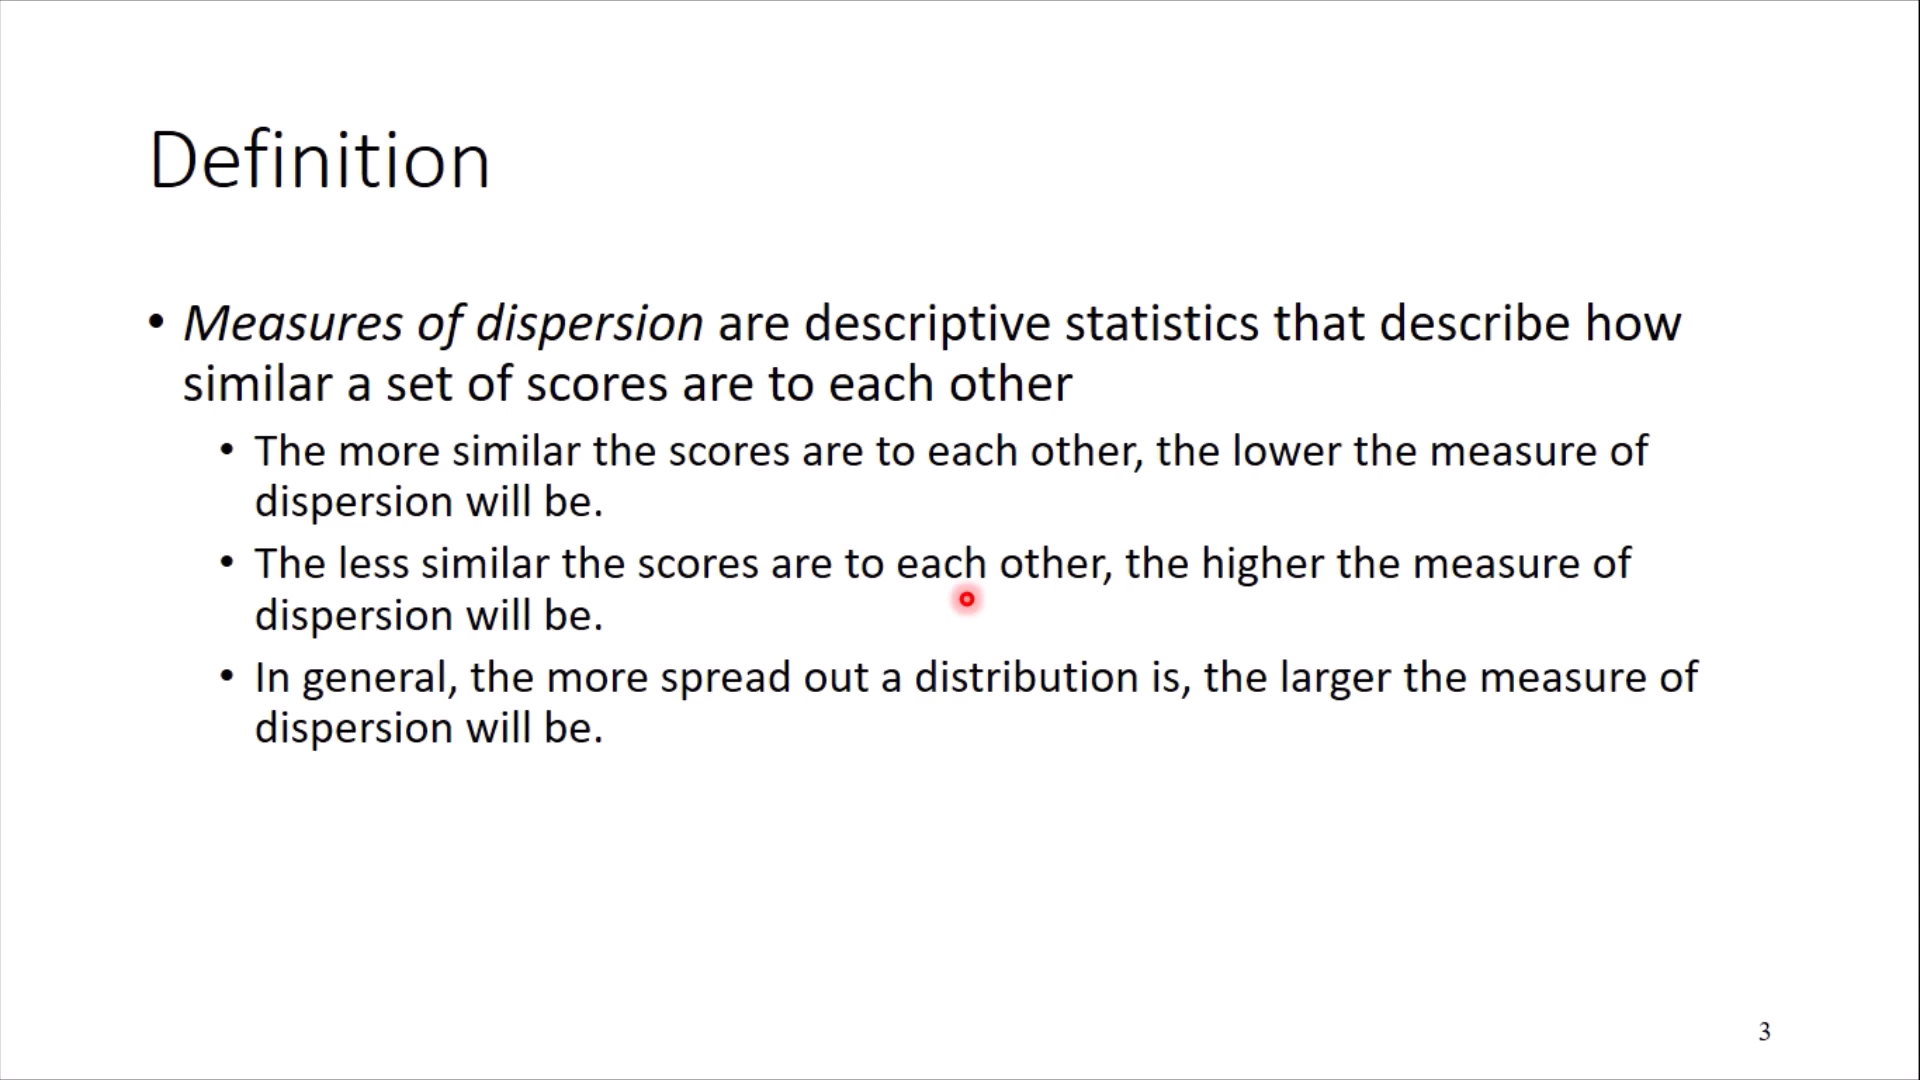 Definition
• Measures of dispersion are descriptive statistics that describe how
similar a set of scores are to each other
• The more similar the scores are to each other, the lower the measure of
dispersion will be.
• The less similar the scores are to each other, the higher the measure of
dispersion will be.
• In general, the more spread out a distribution is, the larger the measure of
dispersion will be.
3